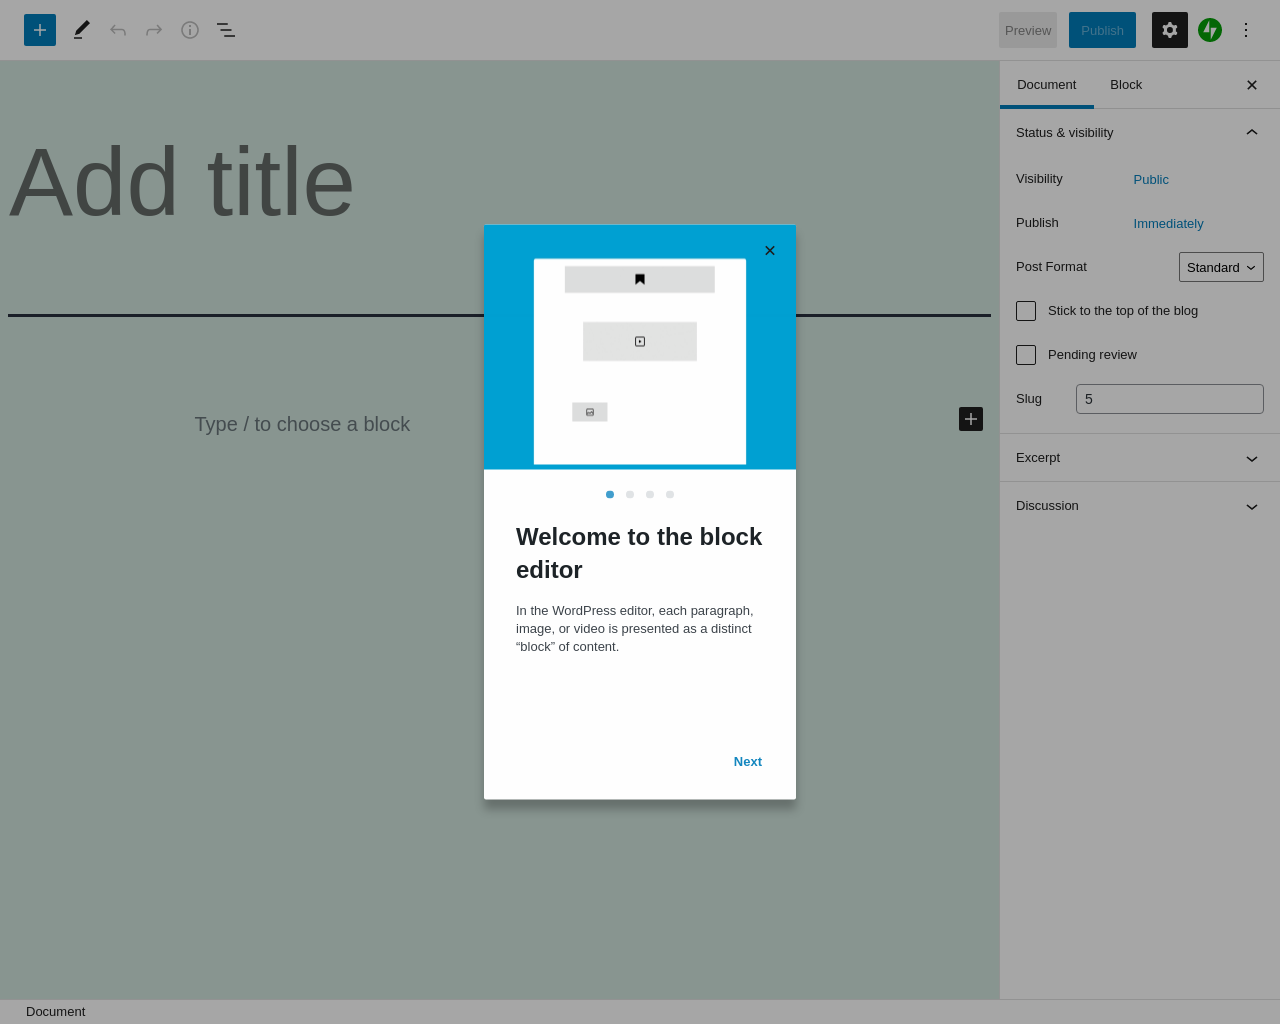 Preview
Publish
Document
Block
Status & visibility
Visibility
Public
Publish
Immediately
Post Format
Standard
Stick to the top of the blog
Pending review
Slug
5
Excerpt
Discussion
Add title
Type / to choose a block
Welcome to the block
editor
In the WordPress editor, each paragraph,
image, or video is presented as a distinct
“block” of content.
Next
Document